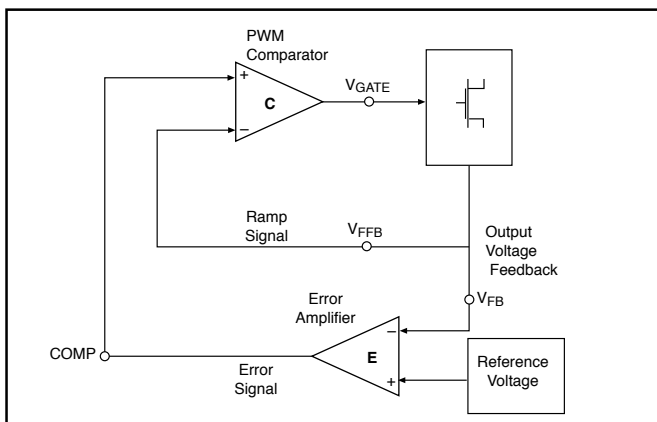 PWM
Comparator
+
C
−
VGATE
Ramp
Signal
VFFB
Output
Voltage
Feedback
VFB
Error
Amplifier
−
E
+
COMP
Error
Signal
Reference
Voltage